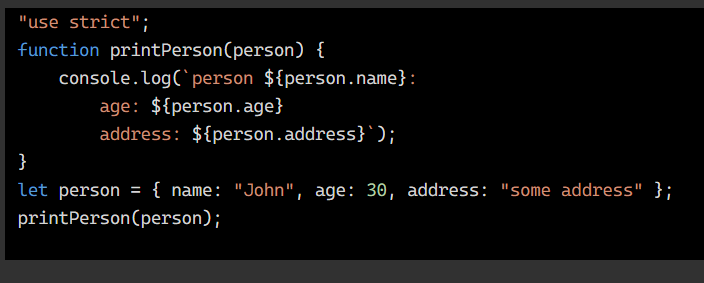 "use strict";
function printPerson(person) {
    console.log(`person ${person.name}:
        age: ${person.age}
        address: ${person.address}`);
}
let person = { name: "John", age: 30, address: "some address" };
printPerson(person);